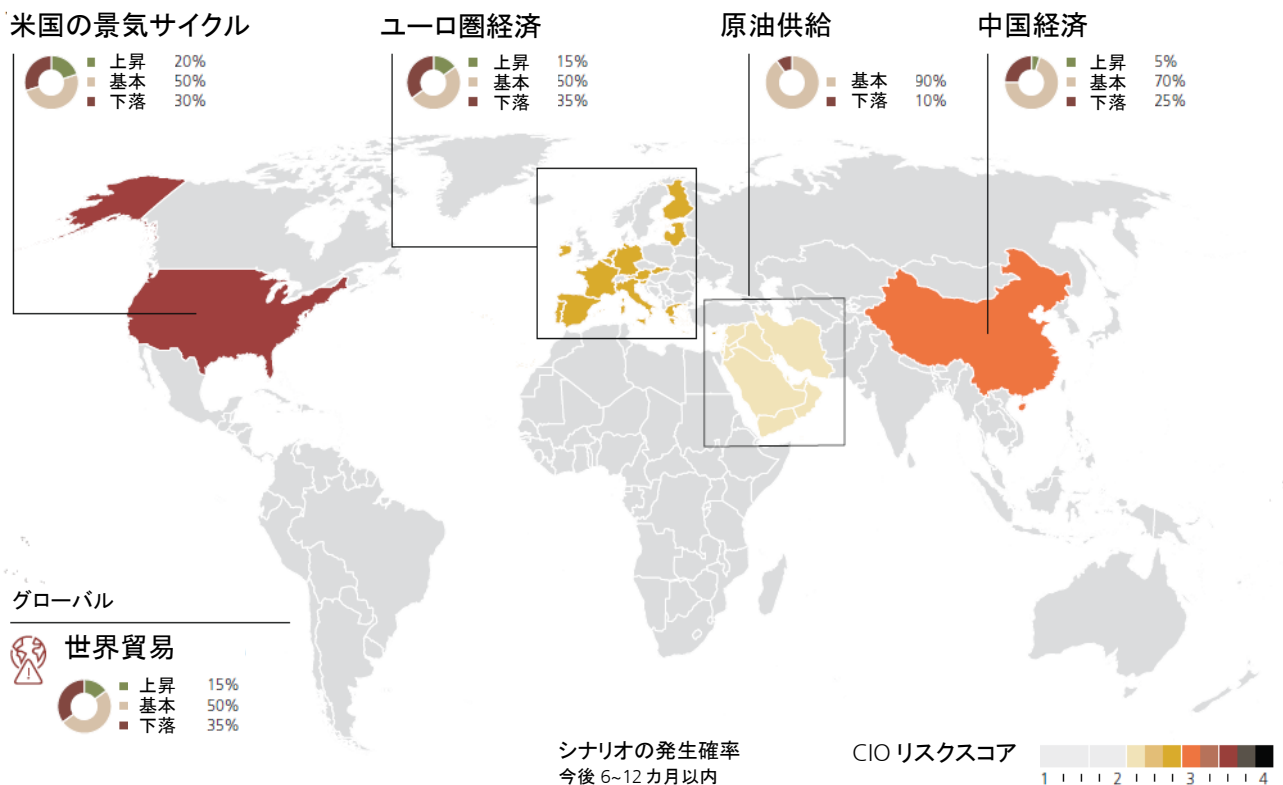 米国の景気サイクル
上昇 20%
基本 50%
下落 30%
ユーロ圏経済
上昇 15%
基本 50%
下落 35%
原油供給
基本 90%
下落 10%
中国経済
上昇 5%
基本 70%
下落 25%
グローバル
世界貿易
上昇 15%
基本 50%
下落 35%
シナリオの発生確率
今後 6~12 カ月以内
CIO リスクスコア
1 2 3 4